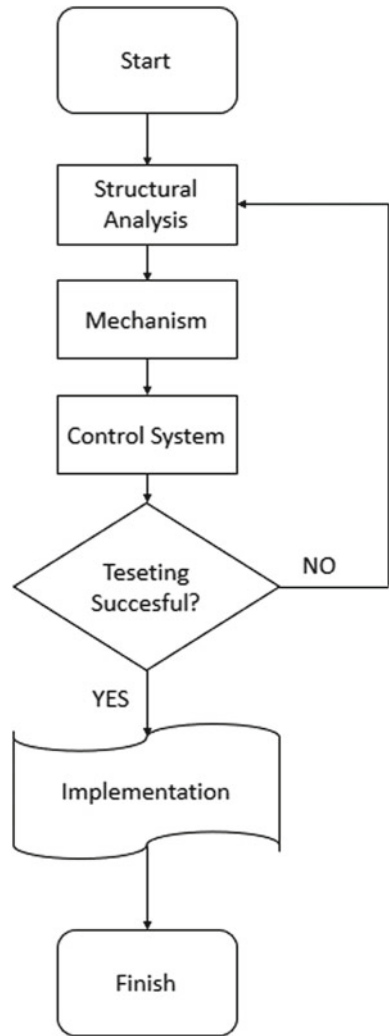 Start
Structural
Analysis
Mechanism
Control System
Teseting
Succesful?
NO
YES
Implementation
Finish